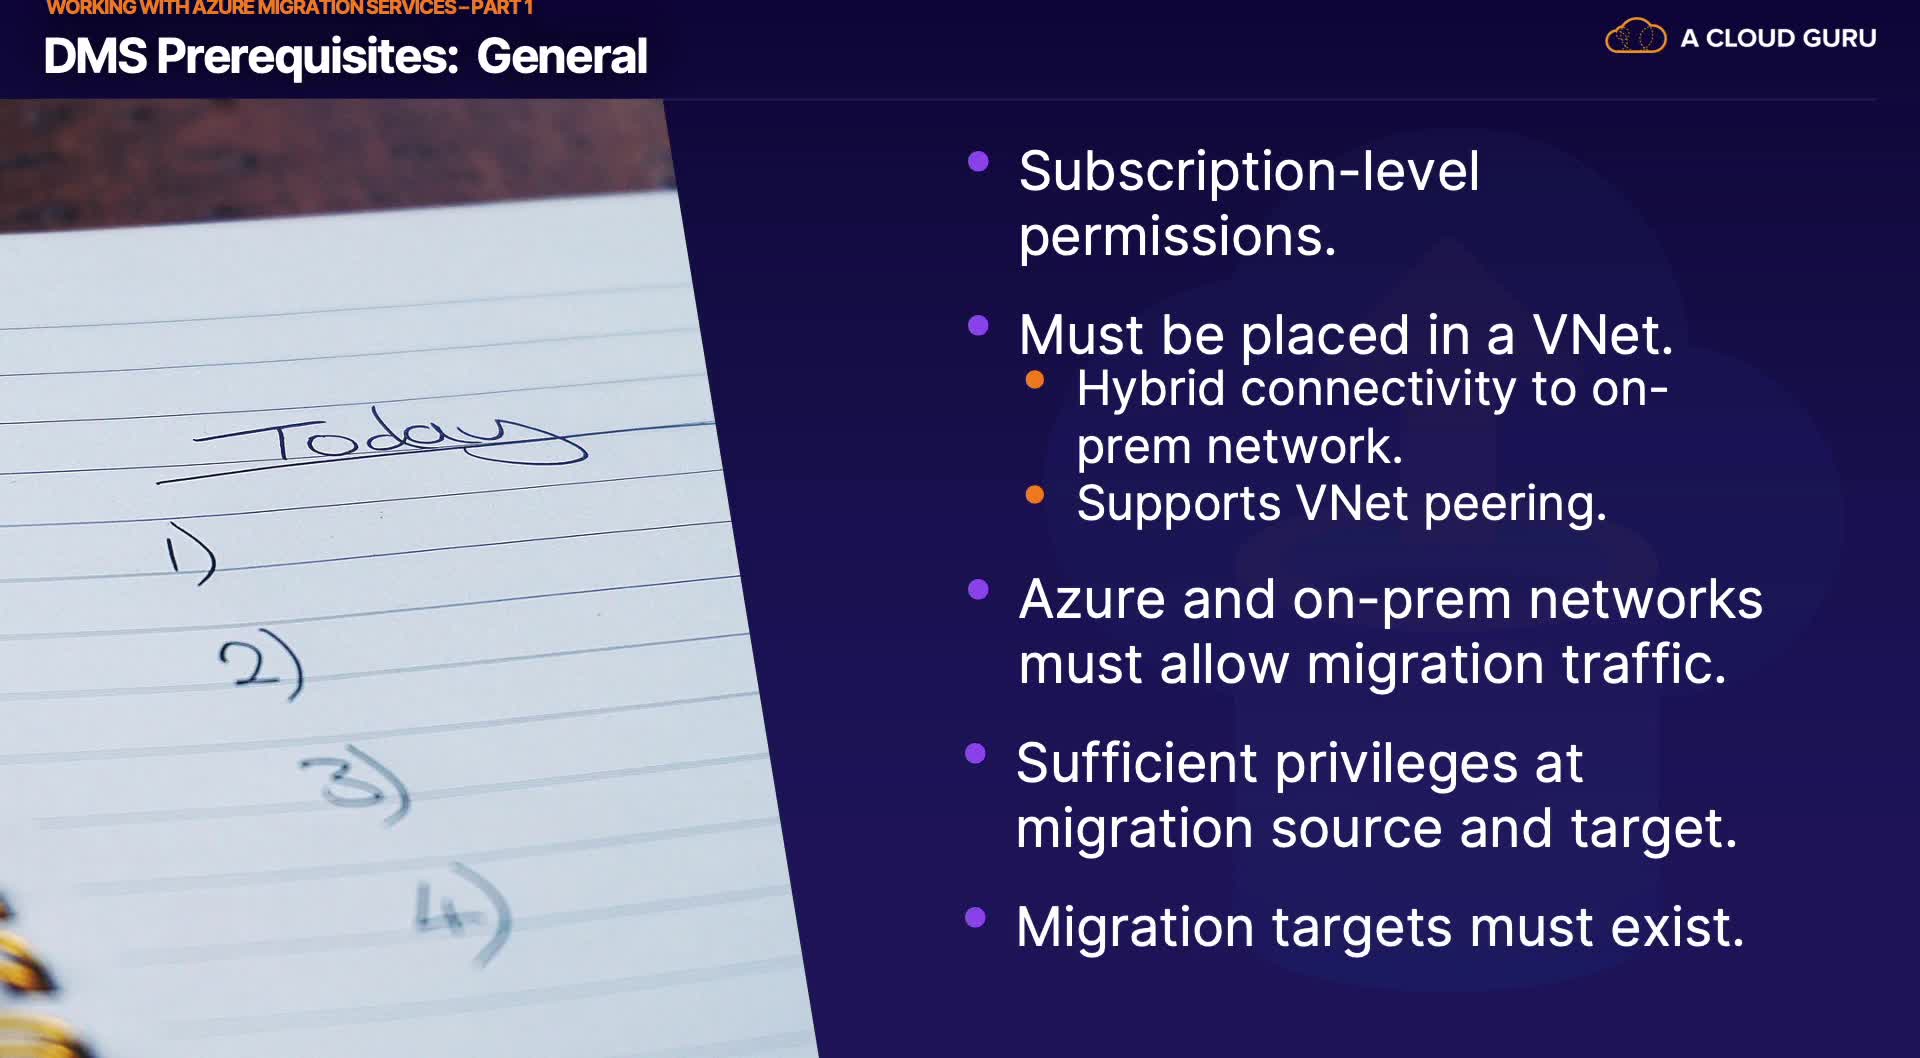 WORKING WITH AZURE MIGRATION SERVICES – PART 1
DMS Prerequisites: General
A CLOUD GURU
Today
1)
2)
3)
4)
Subscription-level
permissions.
Must be placed in a VNet.
Hybrid connectivity to on-
prem network.
Supports VNet peering.
Azure and on-prem networks
must allow migration traffic.
Sufficient privileges at
migration source and target.
Migration targets must exist.